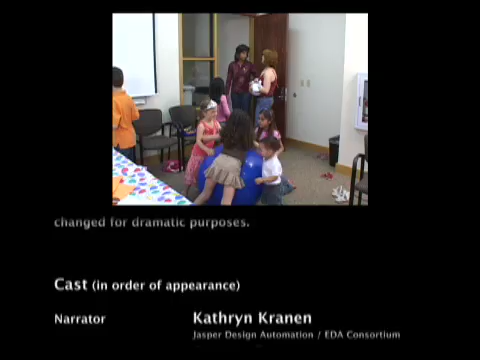 changed for dramatic purposes.
Cast (in order of appearance)
Narrator Kathryn Kranen
Jasper Design Automation / EDA Consortium